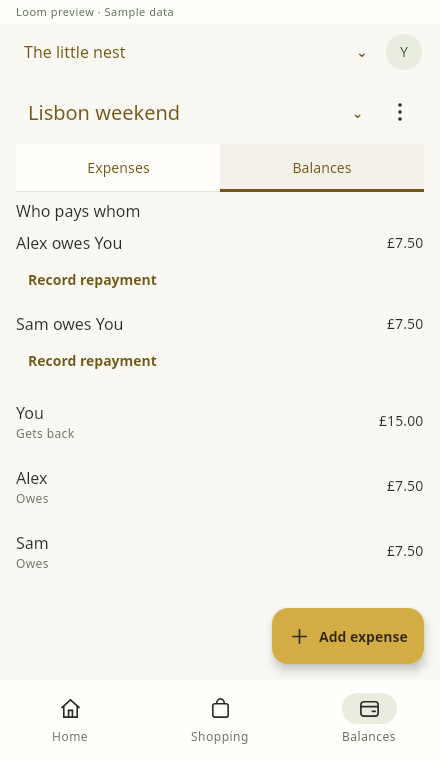 Loom preview · Sample data
The little nest
Y
Lisbon weekend
Expenses
Balances
Who pays whom
Alex owes You £7.50
Record repayment
Sam owes You £7.50
Record repayment
You
Gets back
£15.00
Alex
Owes
£7.50
Sam
Owes
£7.50
Add expense
Home
Shopping
Balances